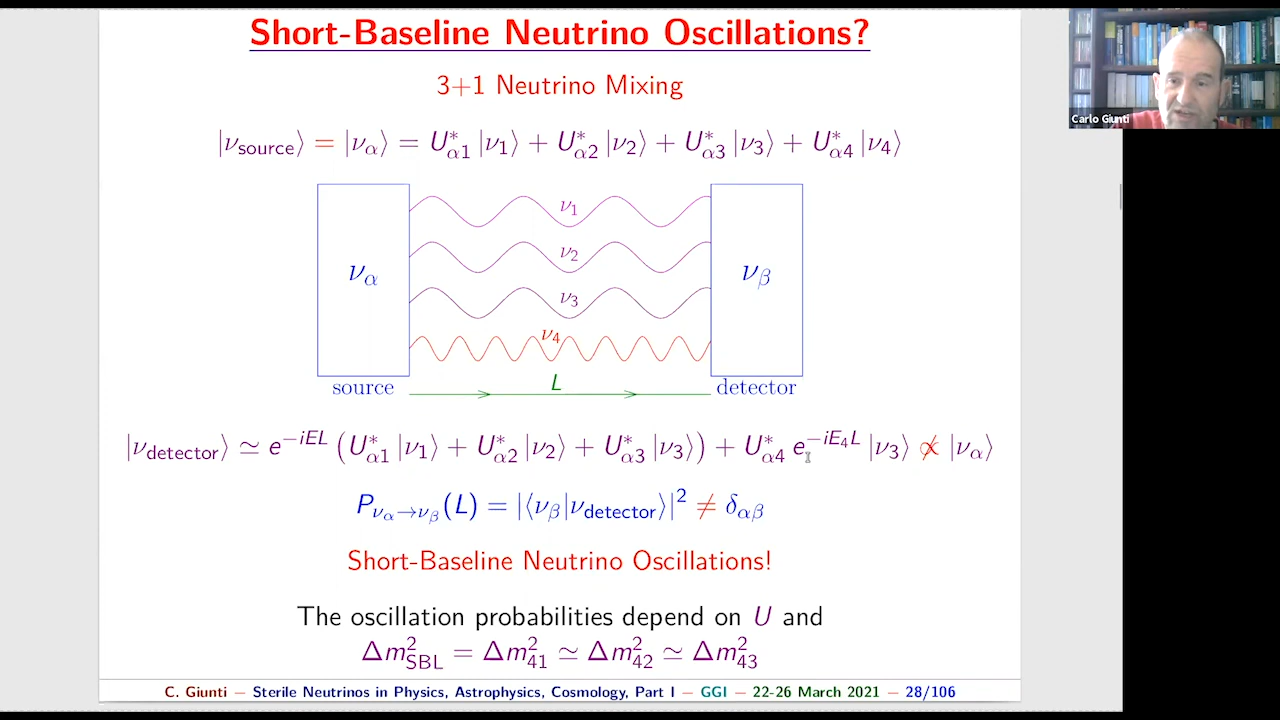 Short-Baseline Neutrino Oscillations?
Carlo Giunti
3+1 Neutrino Mixing
|ν_source⟩ = |ν_α⟩ = U*_α1 |ν_1⟩ + U*_α2 |ν_2⟩ + U*_α3 |ν_3⟩ + U*_α4 |ν_4⟩
ν_1
ν_2
ν_α
ν_β
ν_3
ν_4
source
L
detector
|ν_detector⟩ ≃ e^{−iEL} (U*_α1 |ν_1⟩ + U*_α2 |ν_2⟩ + U*_α3 |ν_3⟩) + U*_α4 e^{−iE_4L} |ν_3⟩ ∝̸ |ν_α⟩
P_{ν_α→ν_β}(L) = |⟨ν_β|ν_detector⟩|² ≠ δ_αβ
Short-Baseline Neutrino Oscillations!
The oscillation probabilities depend on U and
Δm²_SBL = Δm²_41 ≃ Δm²_42 ≃ Δm²_43
C. Giunti − Sterile Neutrinos in Physics, Astrophysics, Cosmology, Part I − GGI − 22-26 March 2021 − 28/106